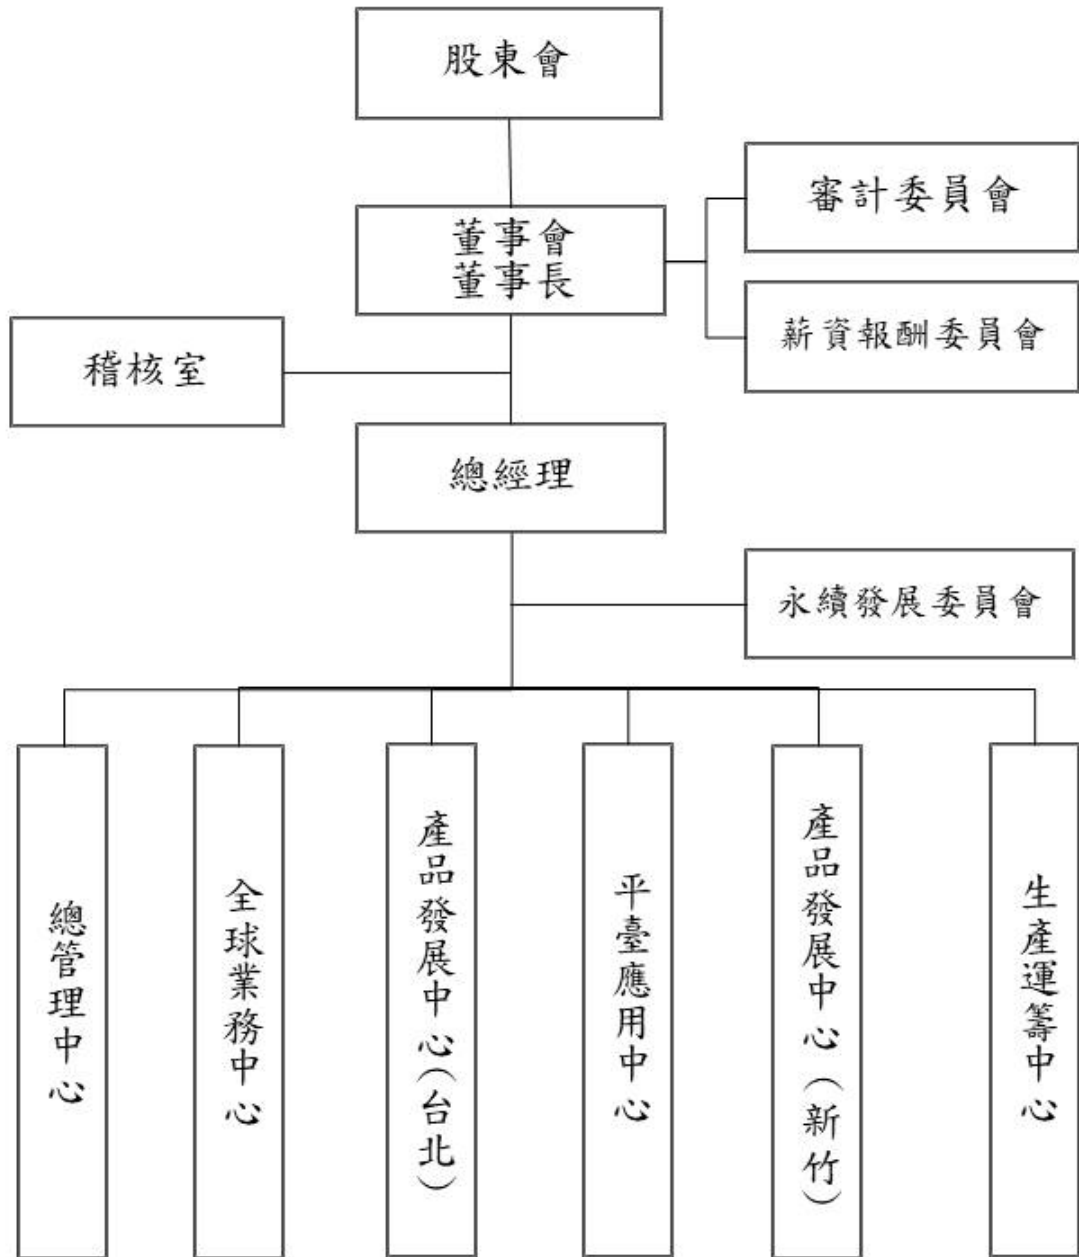 股東會
審計委員會
董事會
董事長
薪資報酬委員會
稽核室
總經理
永續發展委員會
總管理中心
全球業務中心
產品發展中心(台北)
平臺應用中心
產品發展中心(新竹)
生產運籌中心